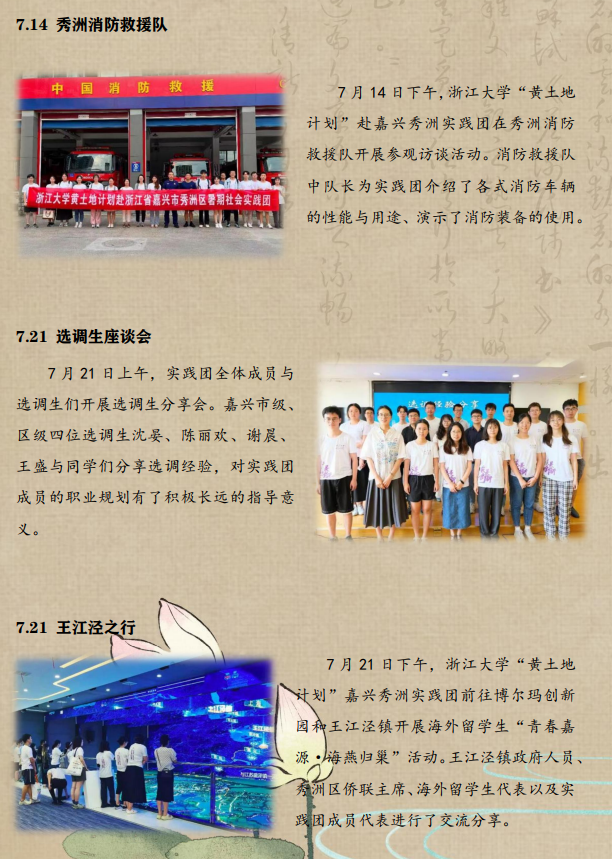 7.14 秀洲消防救援队
中国消防救援
浙江大学黄土地计划赴浙江省嘉兴市秀洲区暑期社会实践团
7月14日下午,浙江大学“黄土地
计划”赴嘉兴秀洲实践团在秀洲消防
救援队开展参观访谈活动。消防救援队
中队长为实践团介绍了各式消防车辆
的性能与用途、演示了消防装备的使用。
7.21 选调生座谈会
7月21日上午，实践团全体成员与
选调生们开展选调生分享会。嘉兴市级、
区级四位选调生沈晏、陈丽欢、谢晨、
王盛与同学们分享选调经验，对实践团
成员的职业规划有了积极长远的指导意
义。
选调经验分享
7.21 王江泾之行
7月21日下午，浙江大学“黄土地
计划”嘉兴秀洲实践团前往博尔玛创新
园和王江泾镇开展海外留学生“青春嘉
源·海燕归巢”活动。王江泾镇政府人员、
秀洲区侨联主席、海外留学生代表以及实
践团成员代表进行了交流分享。